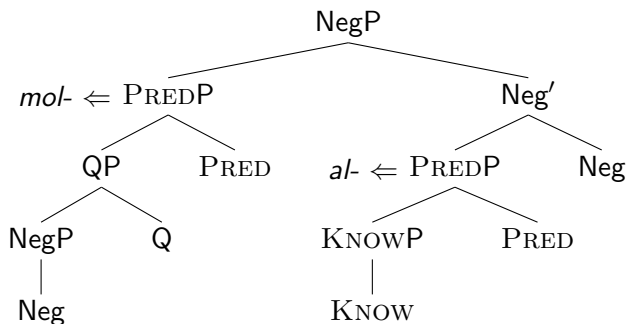 NegP
mol- ⇐ PREDP Neg′
QP PRED al- ⇐ PREDP Neg
NegP Q KNOWP PRED
Neg KNOW